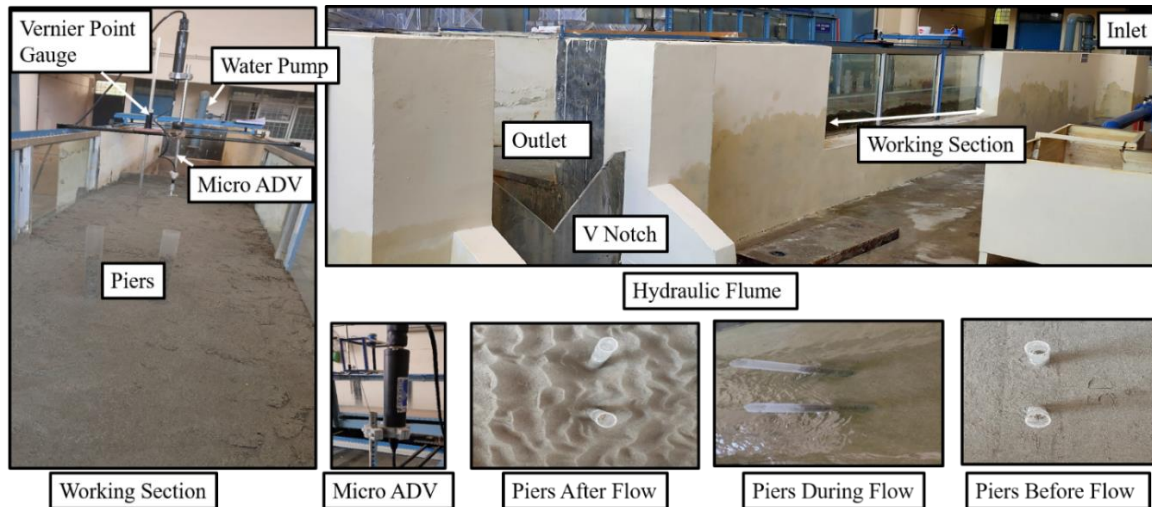 Vernier Point
Gauge
Water Pump
Micro ADV
Piers
Working Section
Inlet
Outlet
Working Section
V Notch
Hydraulic Flume
Micro ADV
Piers After Flow
Piers During Flow
Piers Before Flow